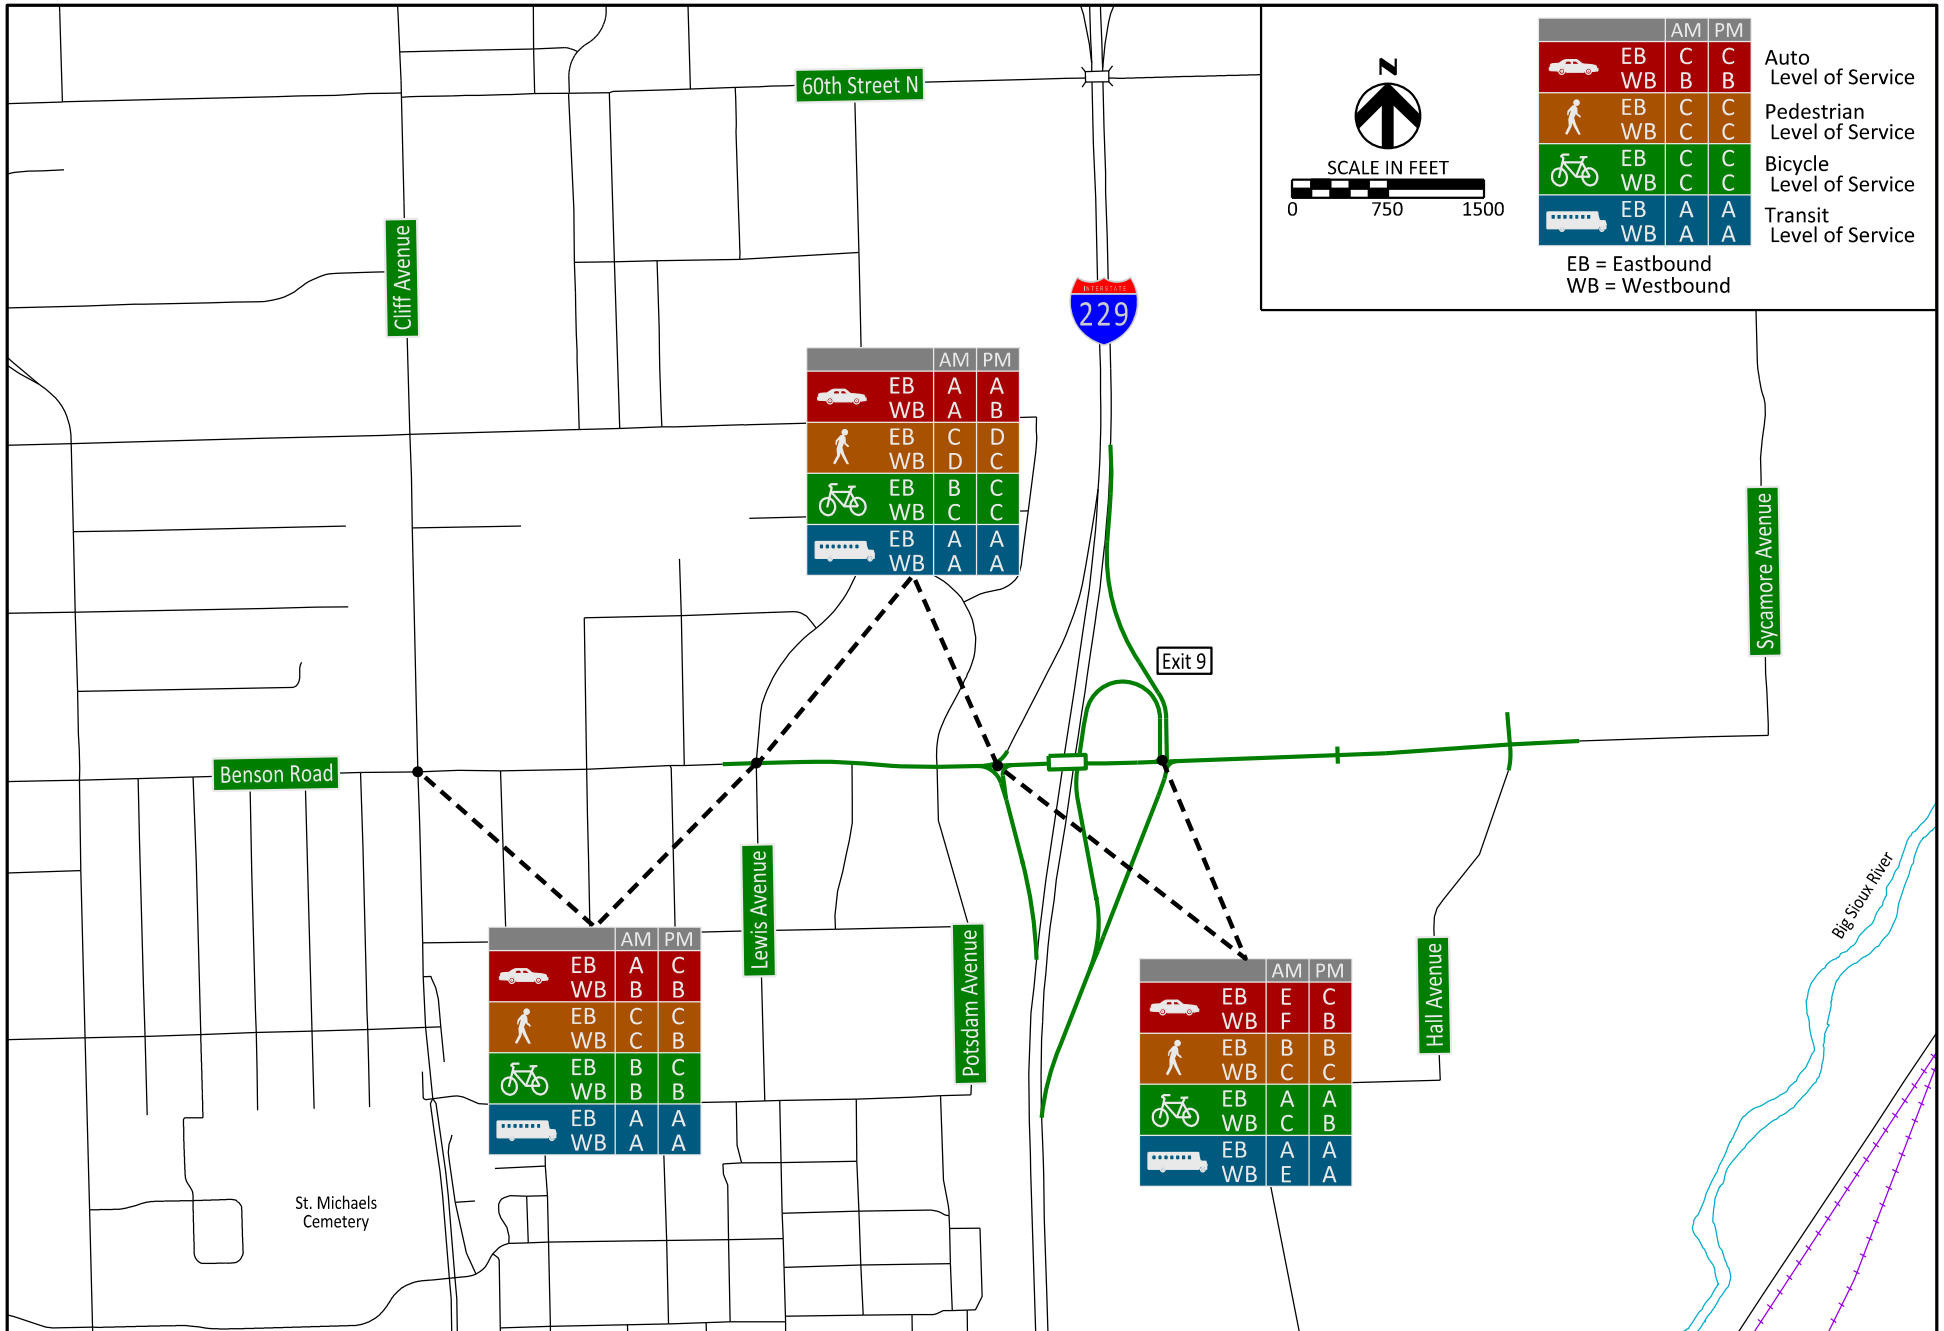 60th Street N
N
SCALE IN FEET
0 750 1500
AM PM
EB C C
WB B B
Auto
Level of Service
EB C C
WB C C
Pedestrian
Level of Service
EB C C
WB C C
Bicycle
Level of Service
EB A A
WB A A
Transit
Level of Service
EB = Eastbound
WB = Westbound
Cliff Avenue
INTERSTATE
229
AM PM
EB A A
WB A B
EB C D
WB D C
EB B C
WB C C
EB A A
WB A A
Sycamore Avenue
Exit 9
Benson Road
Lewis Avenue
Potsdam Avenue
Hall Avenue
Big Sioux River
AM PM
EB A C
WB B B
EB C C
WB C B
EB B C
WB B B
EB A A
WB A A
AM PM
EB E C
WB F B
EB B B
WB C C
EB A A
WB C B
EB A A
WB E A
St. Michaels
Cemetery